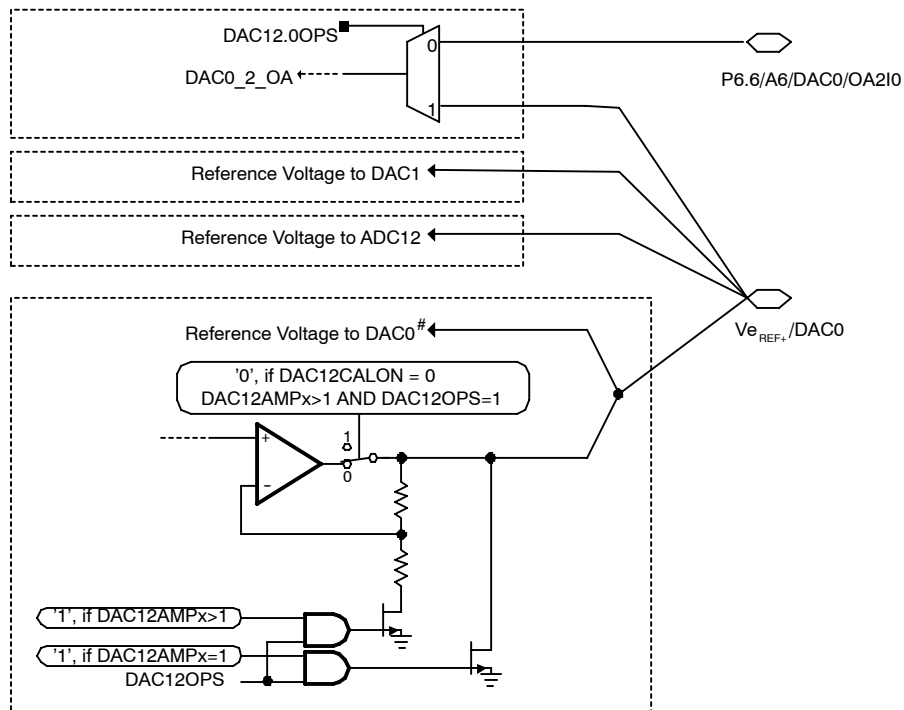 DAC12.0OPS
0
DAC0_2_OA
P6.6/A6/DAC0/OA2I0
1
Reference Voltage to DAC1
Reference Voltage to ADC12
Reference Voltage to DAC0#
VeREF+/DAC0
'0', if DAC12CALON = 0
DAC12AMPx>1 AND DAC12OPS=1
+
1
0
−
'1', if DAC12AMPx>1
'1', if DAC12AMPx=1
DAC12OPS